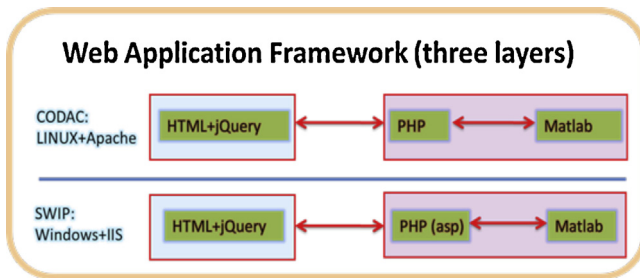 Web Application Framework (three layers)
CODAC:
LINUX+Apache
HTML+jQuery
PHP
Matlab
SWIP:
Windows+IIS
HTML+jQuery
PHP (asp)
Matlab